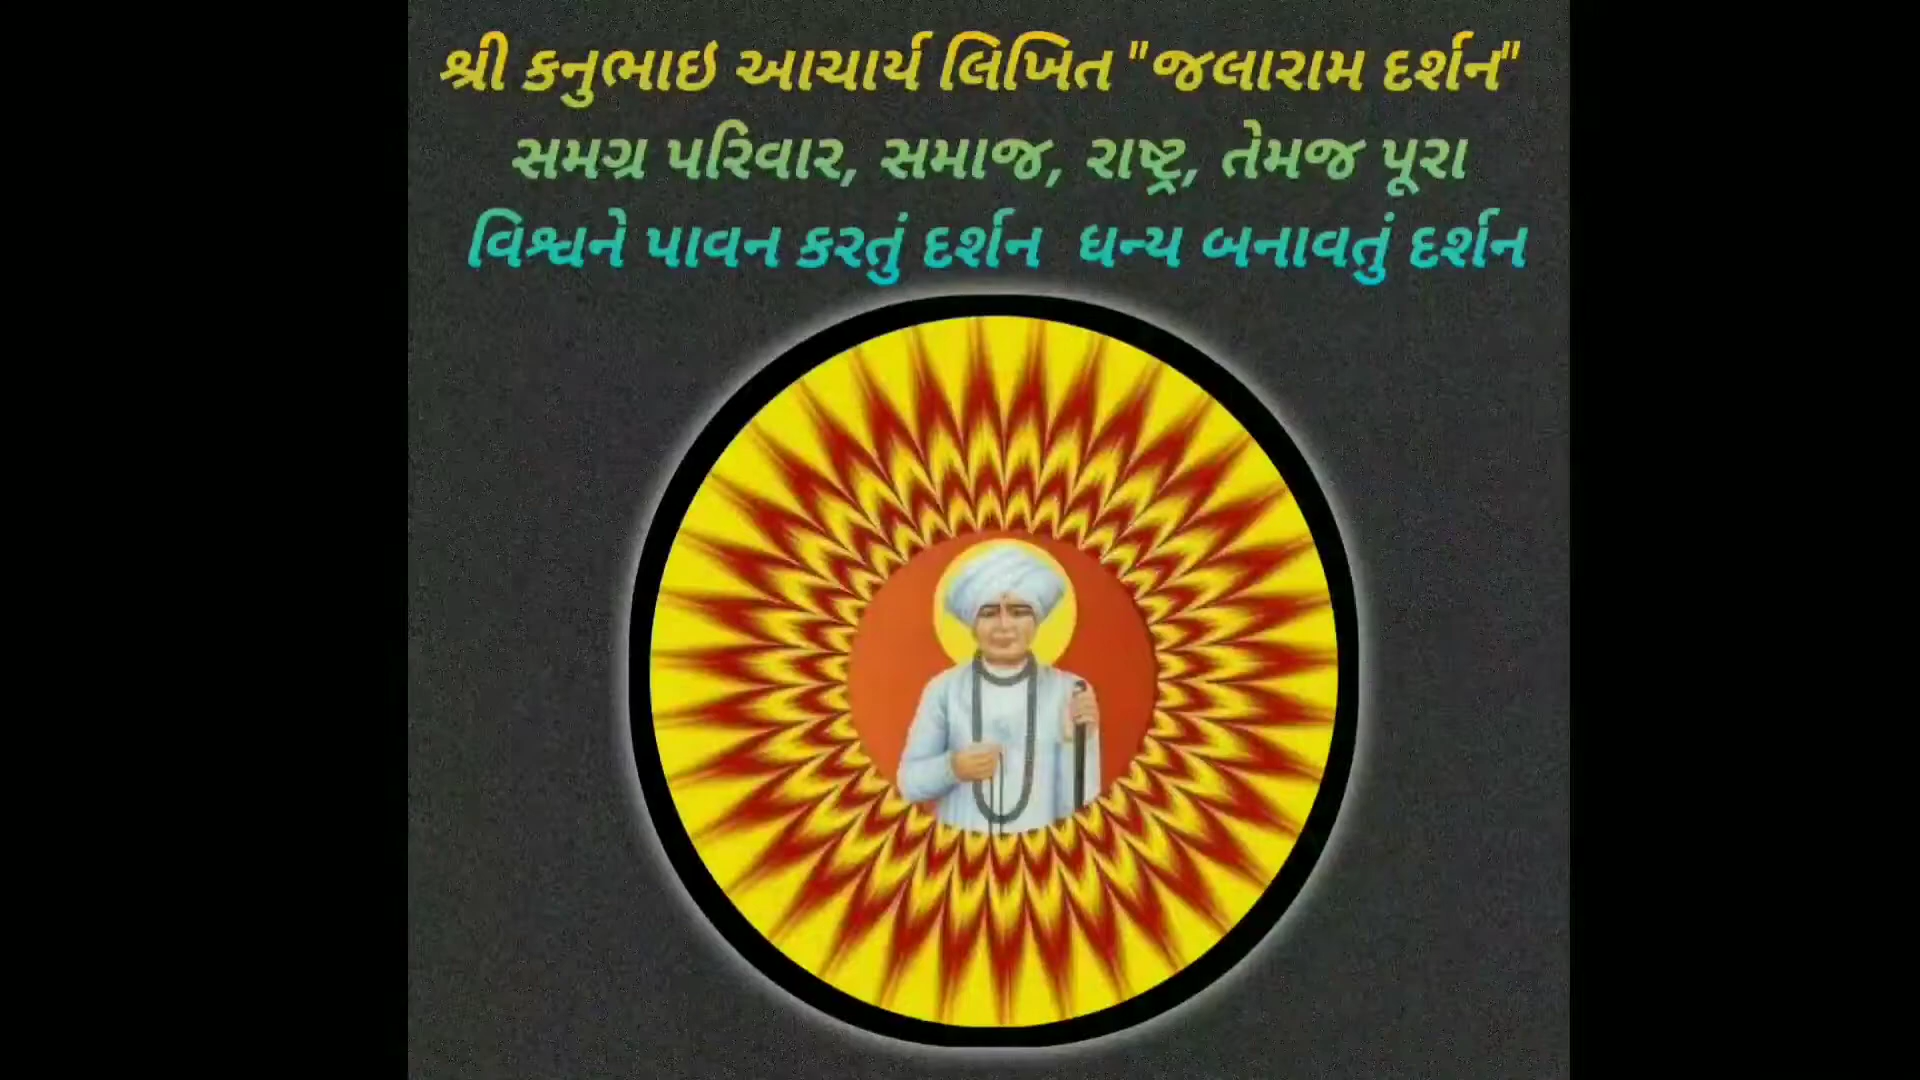 શ્રી કનુભાઇ આચાર્ય લિખિત "જલારામ દર્શન"
સમગ્ર પરિવાર, સમાજ, રાષ્ટ્ર, તેમજ પૂરા
વિશ્વને પાવન કરતું દર્શન ધન્ય બનાવતું દર્શન